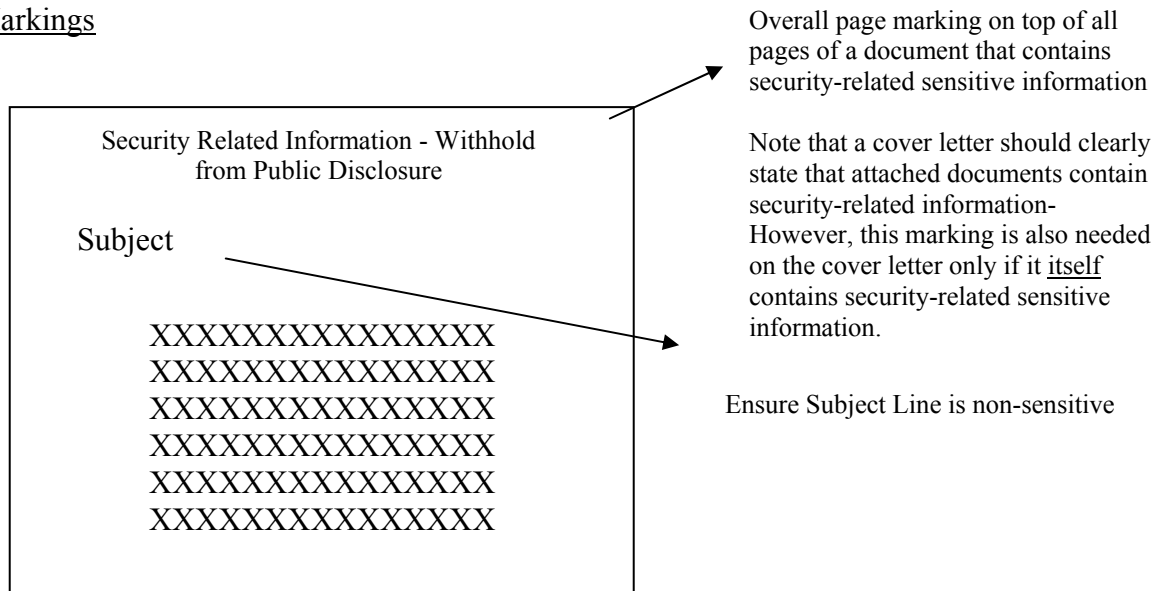 arkings
Security Related Information - Withhold
from Public Disclosure
Subject
XXXXXXXXXXXXXXX
XXXXXXXXXXXXXXX
XXXXXXXXXXXXXXX
XXXXXXXXXXXXXXX
XXXXXXXXXXXXXXX
XXXXXXXXXXXXXXX
Overall page marking on top of all
pages of a document that contains
security-related sensitive information
Note that a cover letter should clearly
state that attached documents contain
security-related information-
However, this marking is also needed
on the cover letter only if it itself
contains security-related sensitive
information.
Ensure Subject Line is non-sensitive